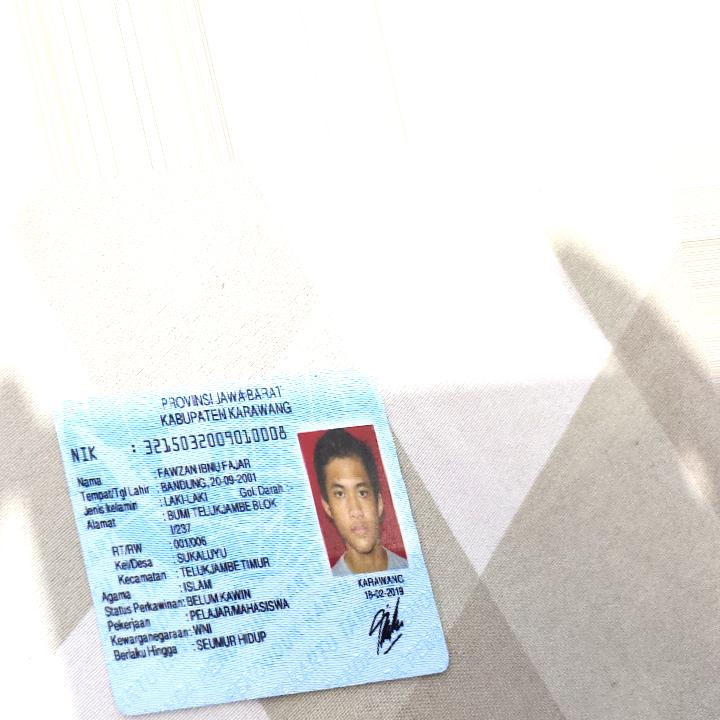 PROVINSI JAWA BARAT
KABUPATEN KARAWANG
NIK : 3215032009010008
Nama : FAWZAN IBNU FAJAR
Tempat/Tgl Lahir : BANDUNG, 20-09-2001
Jenis kelamin : LAKI-LAKI Gol. Darah : -
Alamat : BUMI TELUKJAMBE BLOK
I/237
RT/RW : 001/006
Kel/Desa : SUKALUYU
Kecamatan : TELUKJAMBE TIMUR
Agama : ISLAM
Status Perkawinan: BELUM KAWIN
Pekerjaan : PELAJAR/MAHASISWA
Kewarganegaraan: WNI
Berlaku Hingga : SEUMUR HIDUP
KARAWANG
18-02-2019